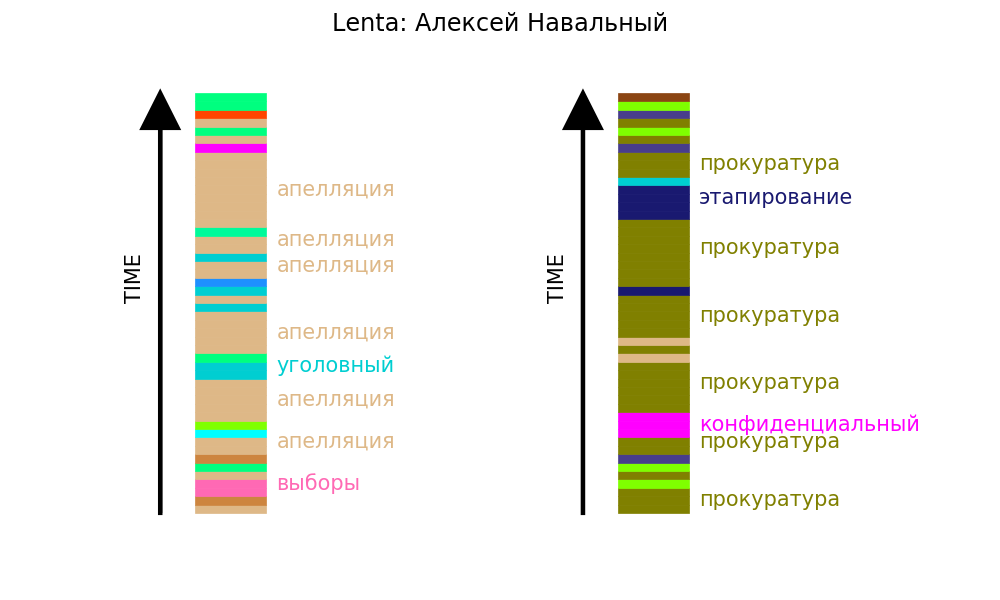 Lenta: Алексей Навальный
TIME
апелляция
апелляция
апелляция
апелляция
уголовный
апелляция
апелляция
выборы
TIME
прокуратура
этапирование
прокуратура
прокуратура
прокуратура
конфиденциальный
прокуратура
прокуратура